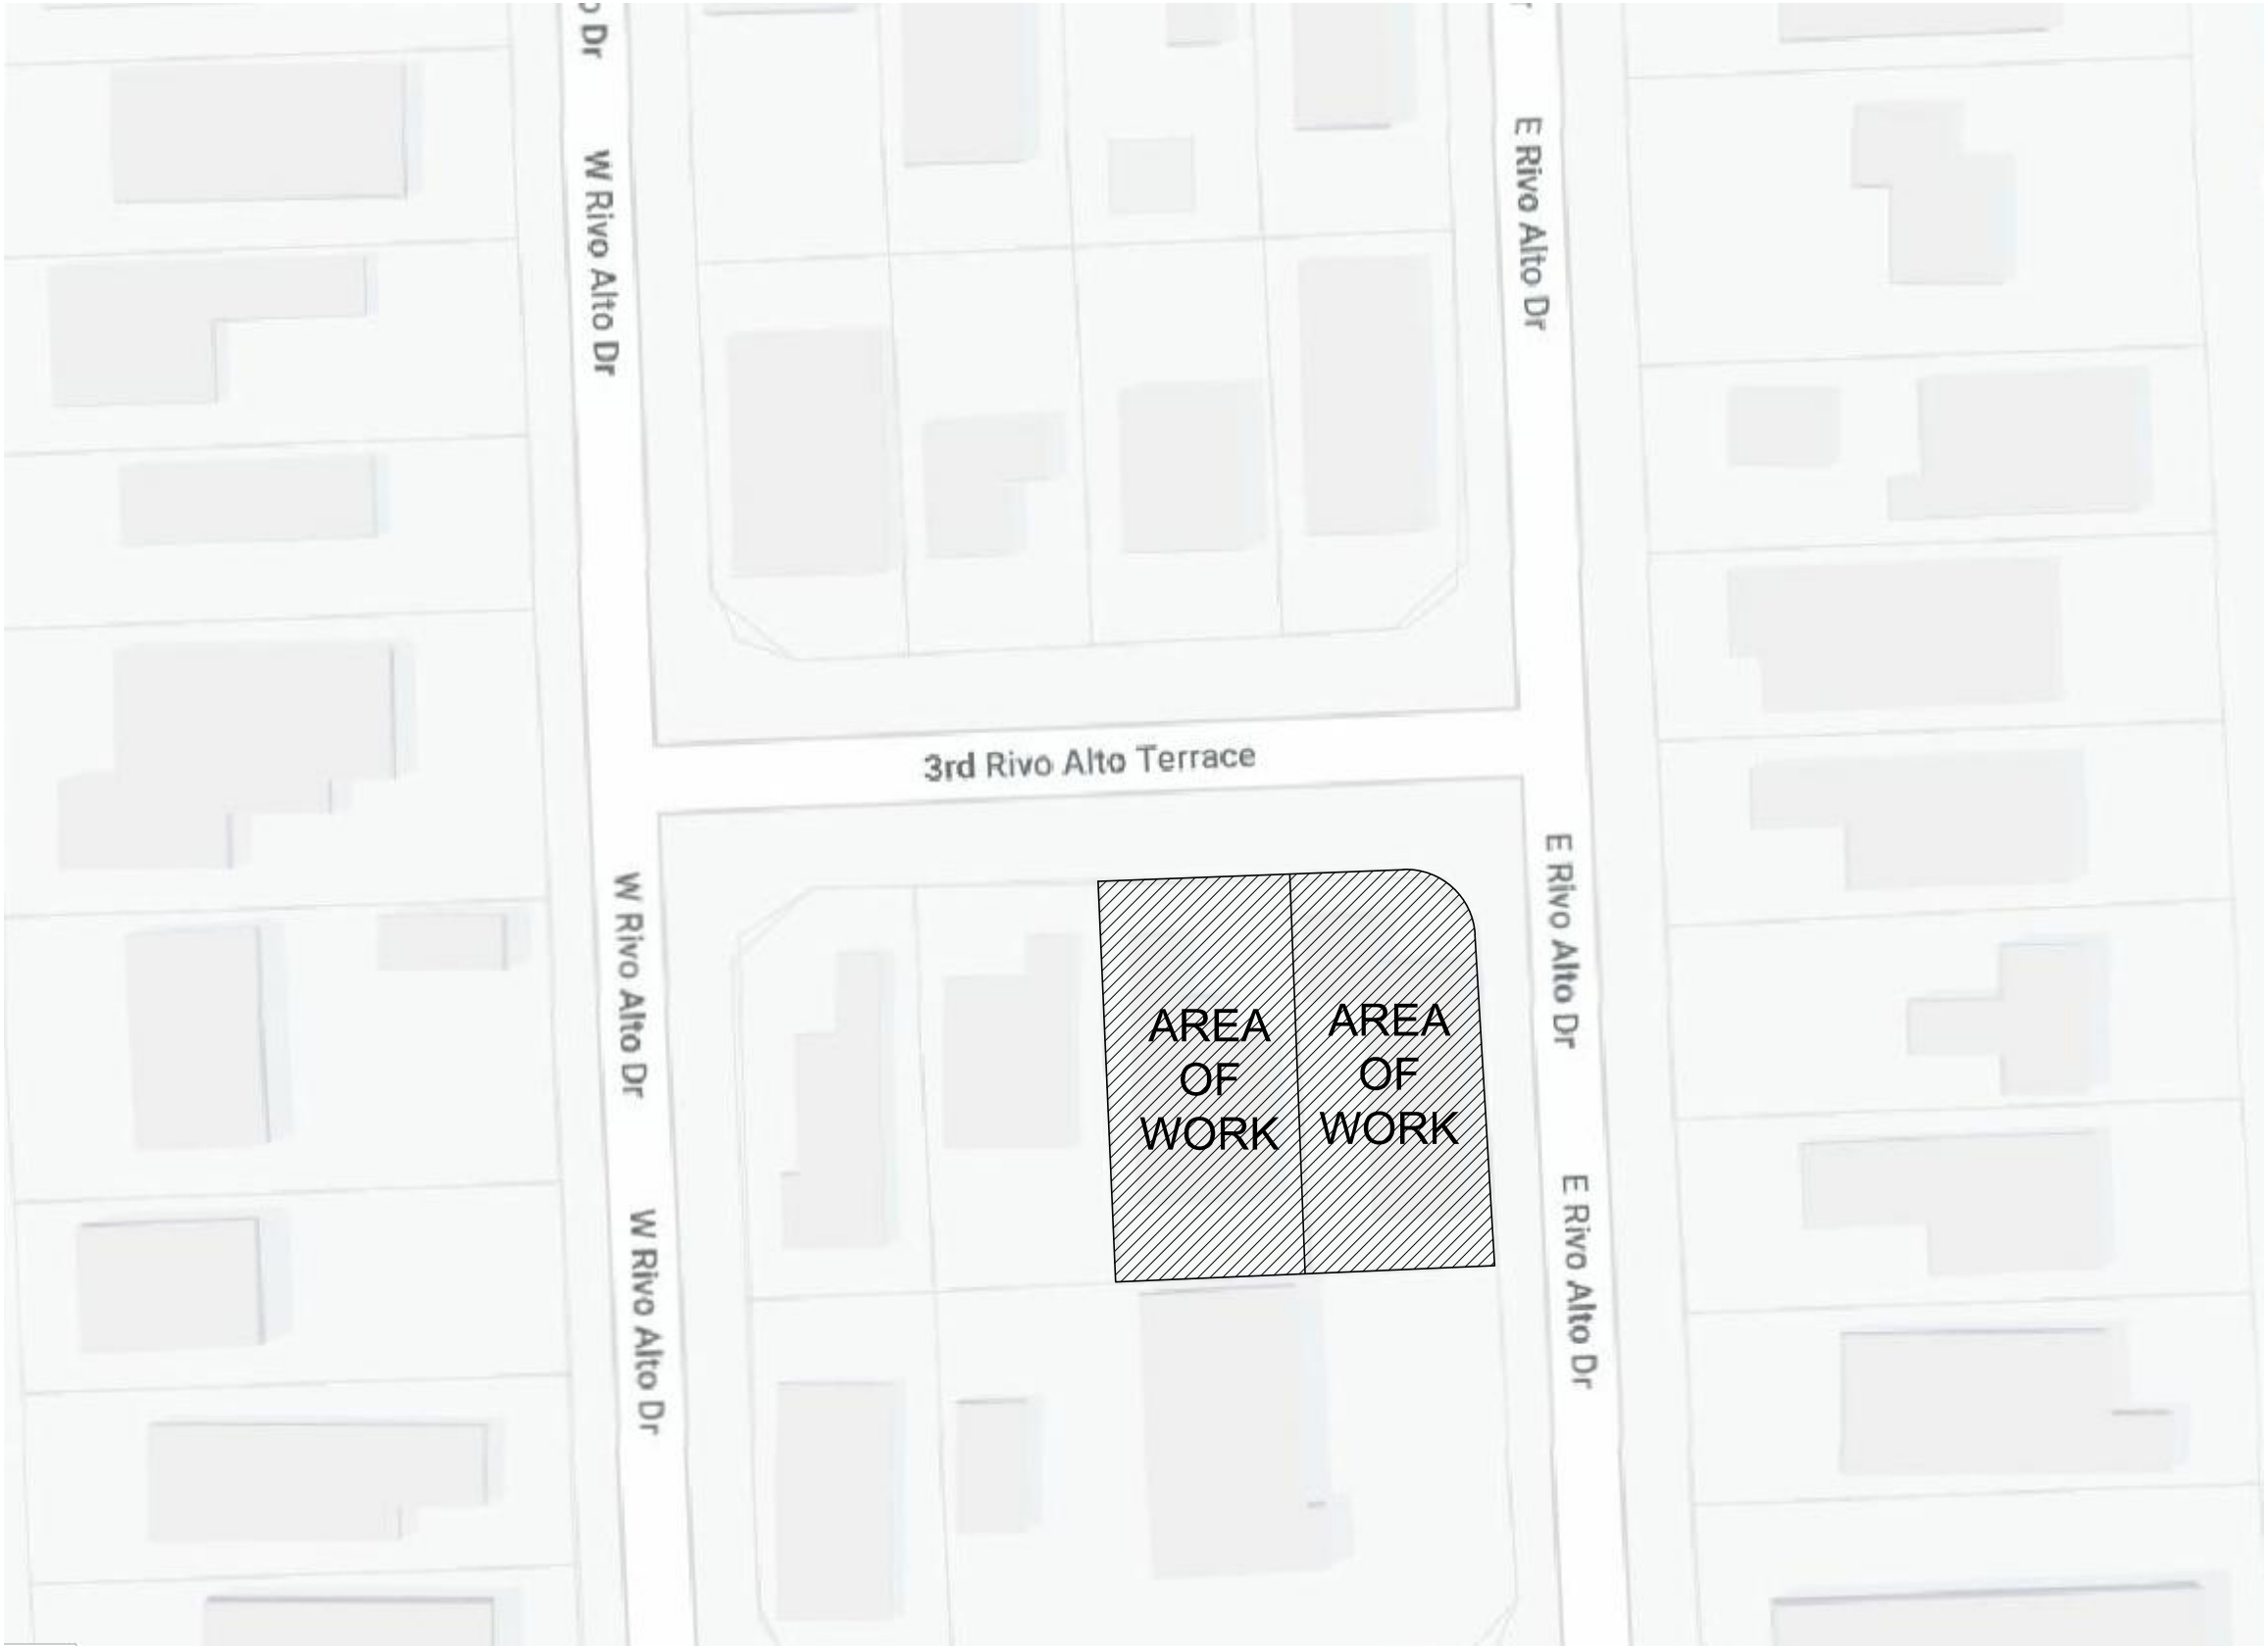 Dr
W Rivo Alto Dr
E Rivo Alto Dr
3rd Rivo Alto Terrace
W Rivo Alto Dr
E Rivo Alto Dr
AREA
OF
WORK
AREA
OF
WORK
W Rivo Alto Dr
E Rivo Alto Dr